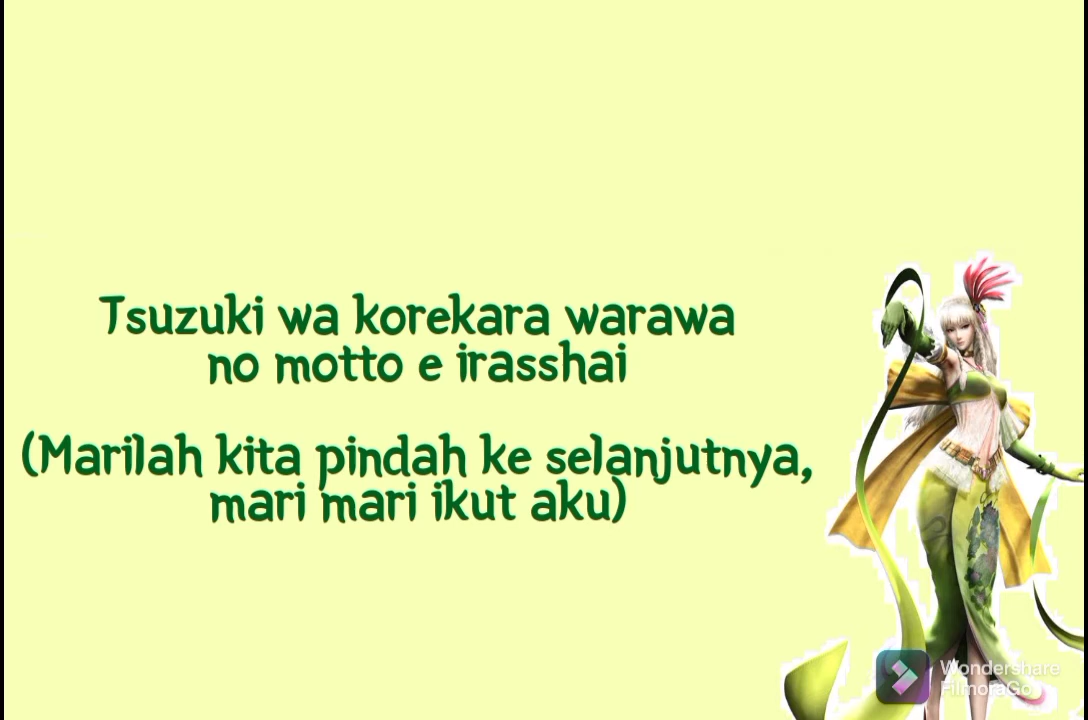 Tsuzuki wa korekara warawa
no motto e irasshai
(Marilah kita pindah ke selanjutnya,
mari mari ikut aku)
Wondershare
FilmoraGo